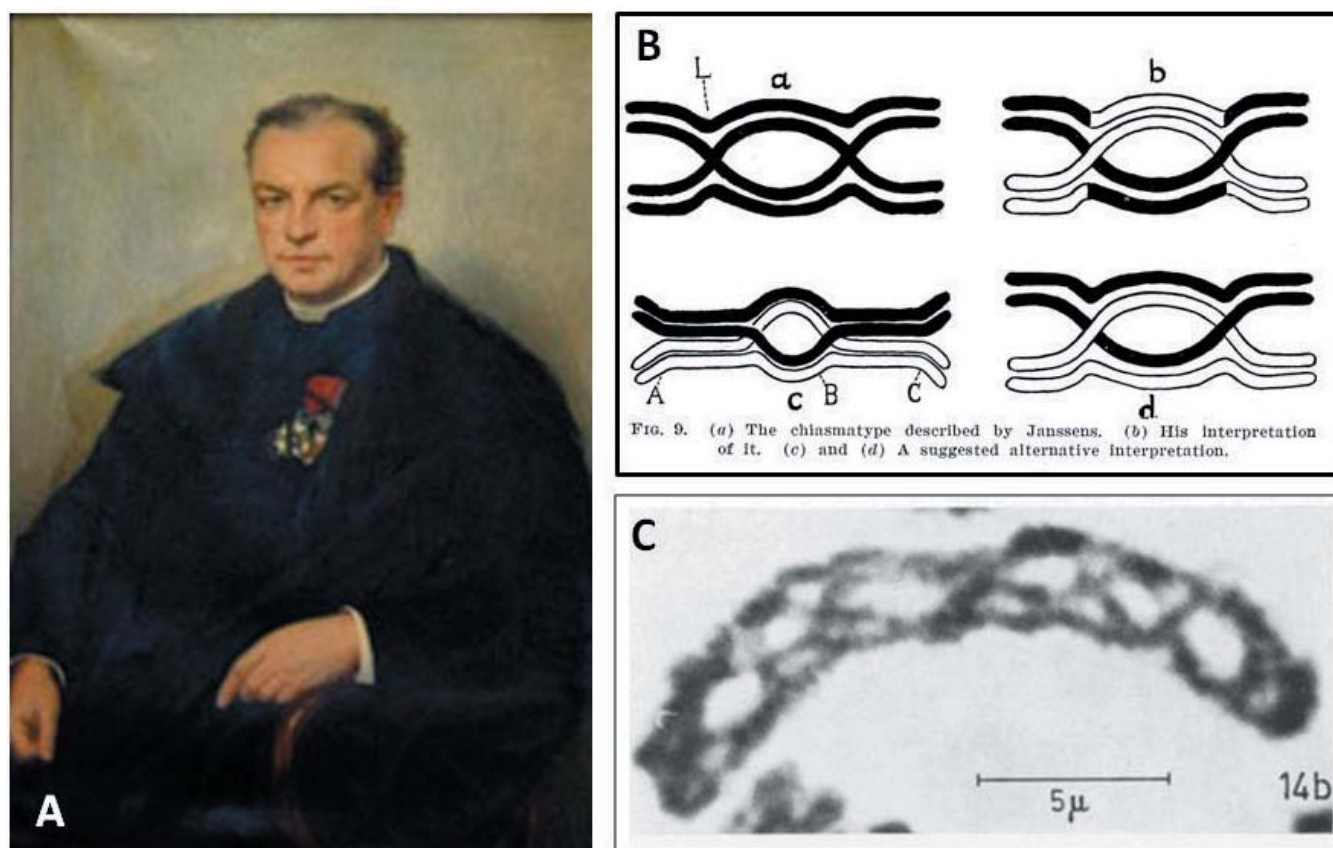 A
B
L
a
b
A
c
B
C
d
FIG. 9. (a) The chiasmatype described by Janssens. (b) His interpretation
of it. (c) and (d) A suggested alternative interpretation.
C
5µ
14b